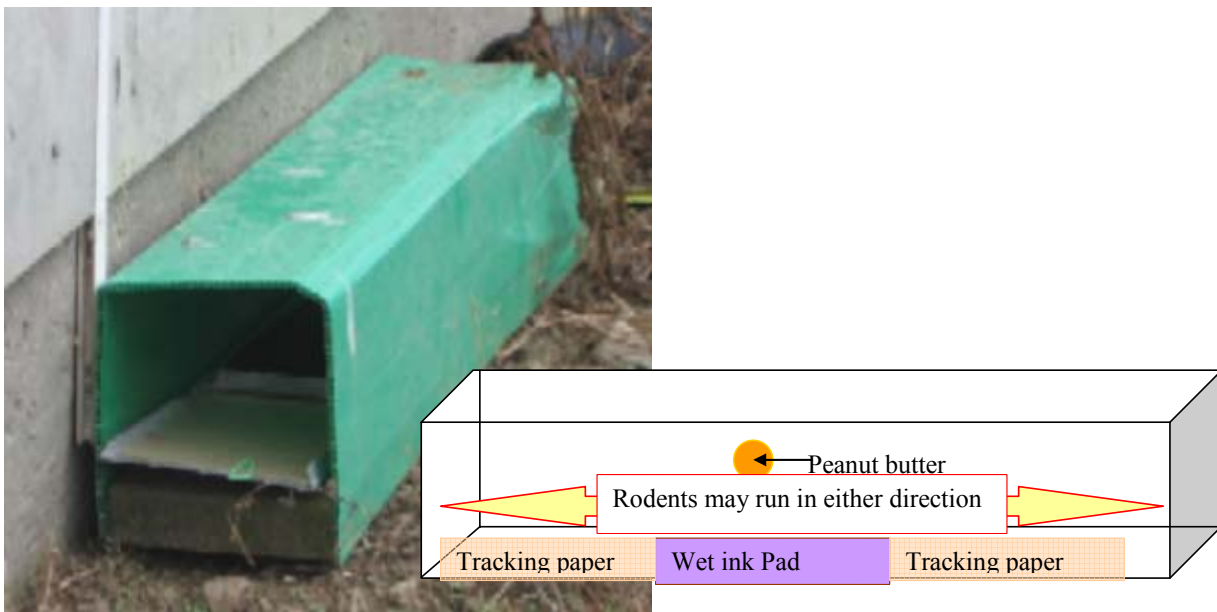 Peanut butter
Rodents may run in either direction
Tracking paper
Wet ink Pad
Tracking paper